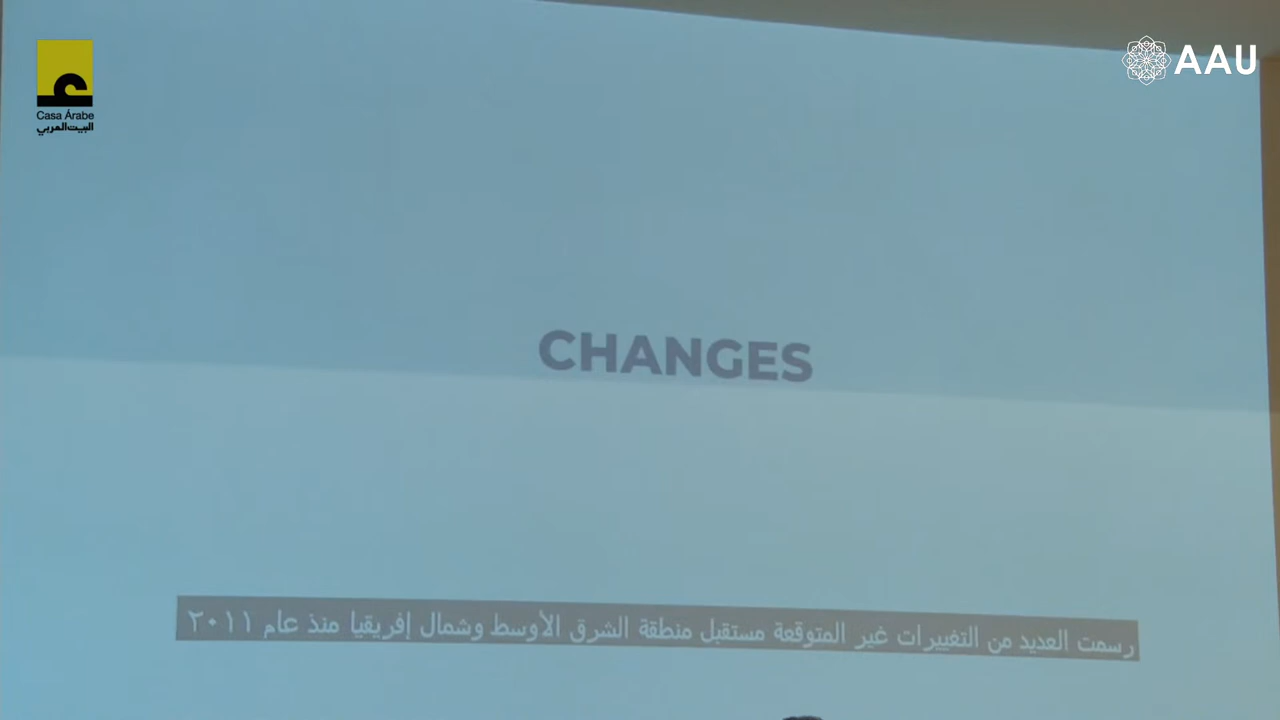 Casa Árabe
البيت العربي
AAU
CHANGES
رسمت العديد من التغييرات غير المتوقعة مستقبل منطقة الشرق الأوسط وشمال إفريقيا منذ عام ٢٠١١